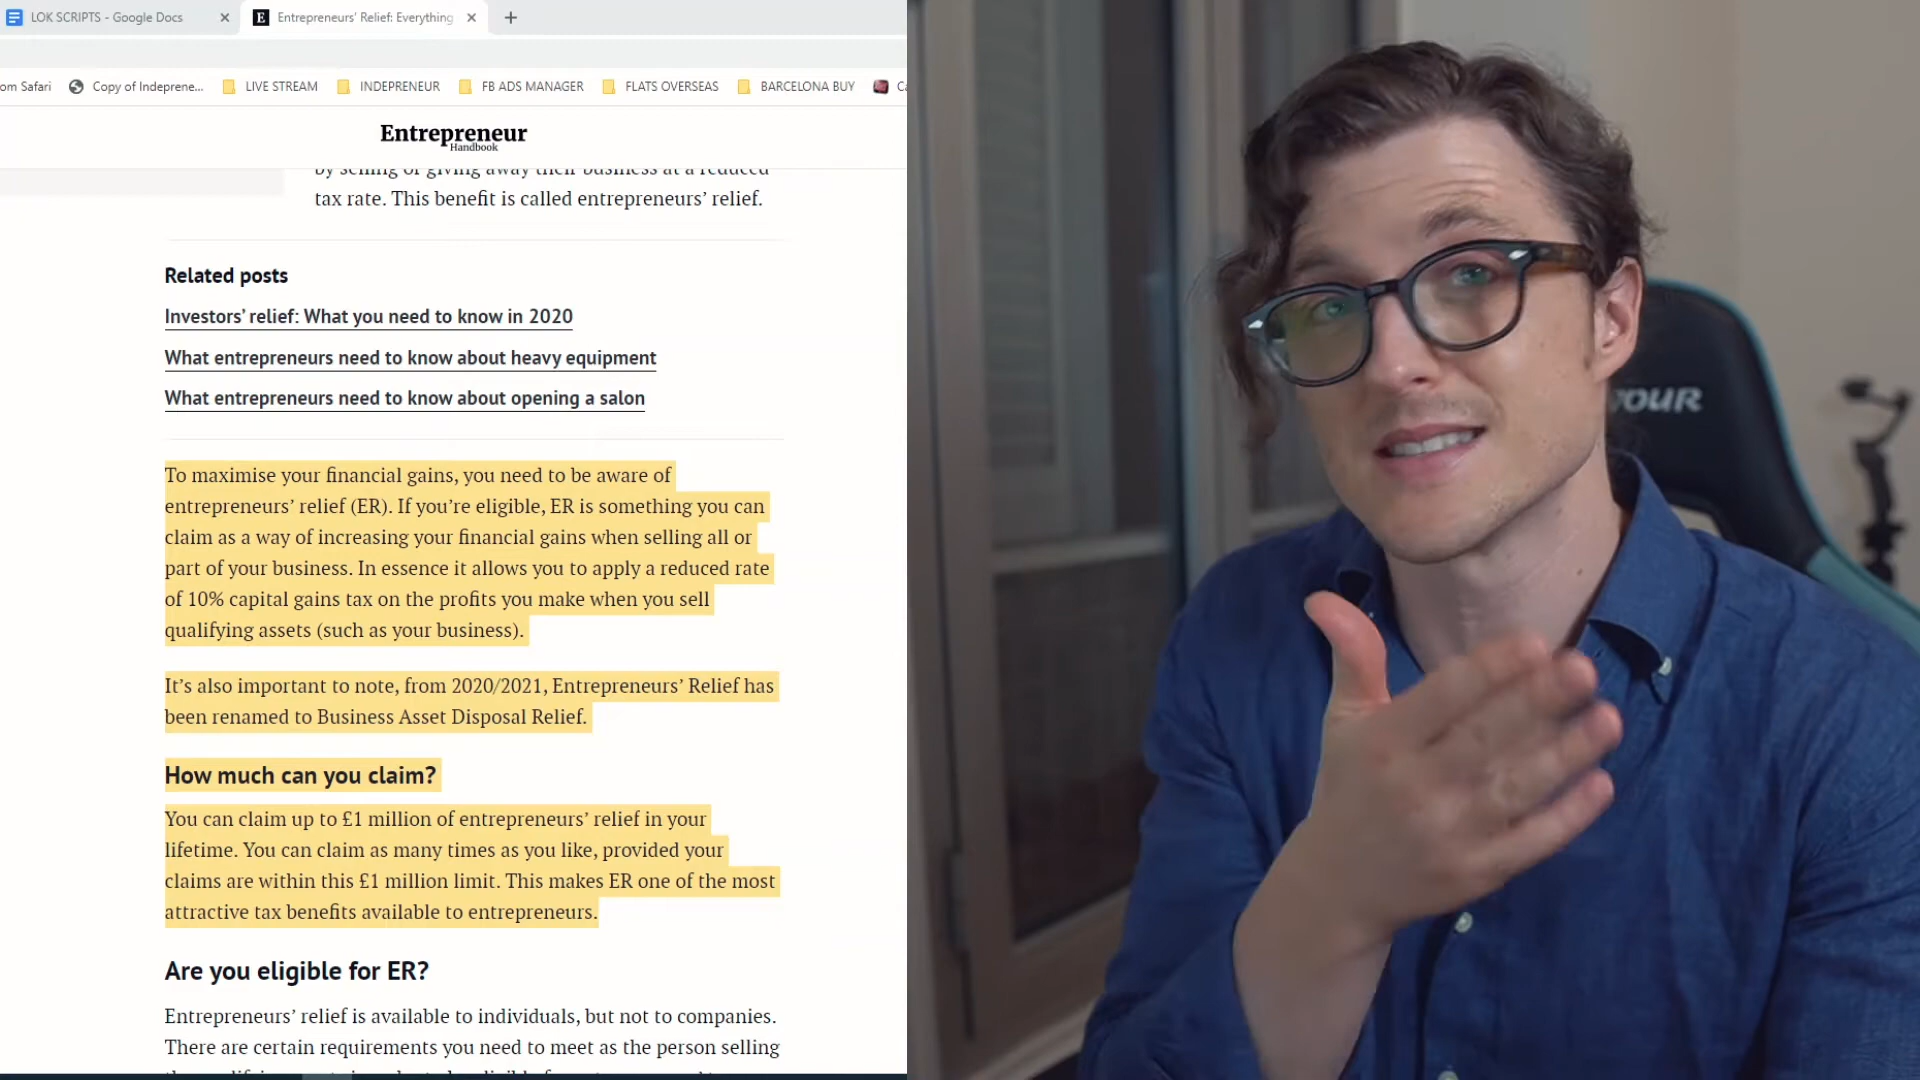 LOK SCRIPTS - Google Docs
Entrepreneurs' Relief: Everything
om Safari
Copy of Indeprene...
LIVE STREAM
INDEPRENEUR
FB ADS MANAGER
FLATS OVERSEAS
BARCELONA BUY
Entrepreneur
Handbook
by selling or giving away their business at a reduced
tax rate. This benefit is called entrepreneurs’ relief.
Related posts
Investors’ relief: What you need to know in 2020
What entrepreneurs need to know about heavy equipment
What entrepreneurs need to know about opening a salon
To maximise your financial gains, you need to be aware of
entrepreneurs’ relief (ER). If you’re eligible, ER is something you can
claim as a way of increasing your financial gains when selling all or
part of your business. In essence it allows you to apply a reduced rate
of 10% capital gains tax on the profits you make when you sell
qualifying assets (such as your business).
It’s also important to note, from 2020/2021, Entrepreneurs’ Relief has
been renamed to Business Asset Disposal Relief.
How much can you claim?
You can claim up to £1 million of entrepreneurs’ relief in your
lifetime. You can claim as many times as you like, provided your
claims are within this £1 million limit. This makes ER one of the most
attractive tax benefits available to entrepreneurs.
Are you eligible for ER?
Entrepreneurs’ relief is available to individuals, but not to companies.
There are certain requirements you need to meet as the person selling
YOUR